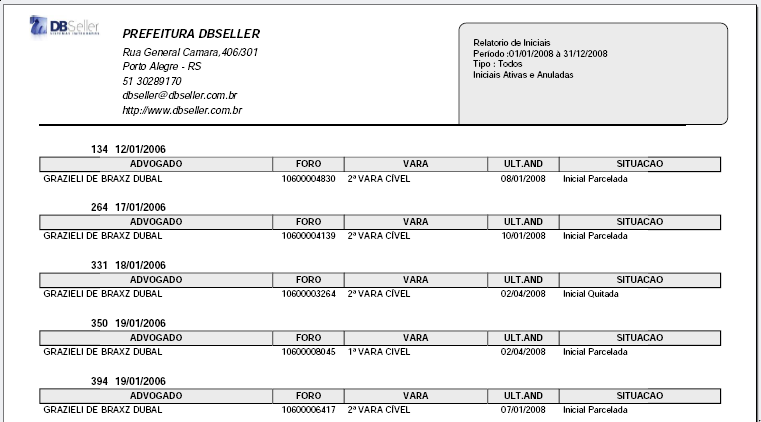 DBSeller
PREFEITURA DBSELLER
Rua General Camara,406/301
Porto Alegre - RS
51 30289170
dbseller@dbseller.com.br
http://www.dbseller.com.br
Relatorio de Iniciais
Período :01/01/2008 à 31/12/2008
Tipo : Todos
Iniciais Ativas e Anuladas
134 12/01/2006
ADVOGADO FORO VARA ULT.AND SITUACAO
GRAZIELI DE BRAXZ DUBAL 10600004830 2ª VARA CÍVEL 08/01/2008 Inicial Parcelada
264 17/01/2006
ADVOGADO FORO VARA ULT.AND SITUACAO
GRAZIELI DE BRAXZ DUBAL 10600004139 2ª VARA CÍVEL 10/01/2008 Inicial Parcelada
331 18/01/2006
ADVOGADO FORO VARA ULT.AND SITUACAO
GRAZIELI DE BRAXZ DUBAL 10600003264 2ª VARA CÍVEL 02/04/2008 Inicial Quitada
350 19/01/2006
ADVOGADO FORO VARA ULT.AND SITUACAO
GRAZIELI DE BRAXZ DUBAL 10600008045 1ª VARA CÍVEL 02/04/2008 Inicial Parcelada
394 19/01/2006
ADVOGADO FORO VARA ULT.AND SITUACAO
GRAZIELI DE BRAXZ DUBAL 10600006417 2ª VARA CÍVEL 07/01/2008 Inicial Parcelada